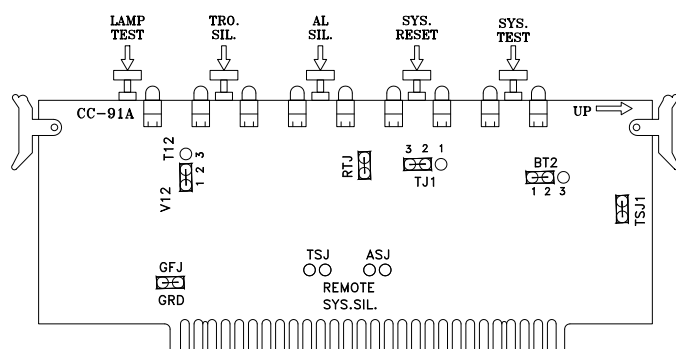 LAMP
TEST
TRO.
SIL.
AL
SIL.
SYS.
RESET
SYS.
TEST
CC-91A
UP
T12
V12
1 2 3
RTJ
3 2 1
TJ1
BT2
1 2 3
TSJ1
TSJ
ASJ
REMOTE
SYS.SIL.
GFJ
GRD